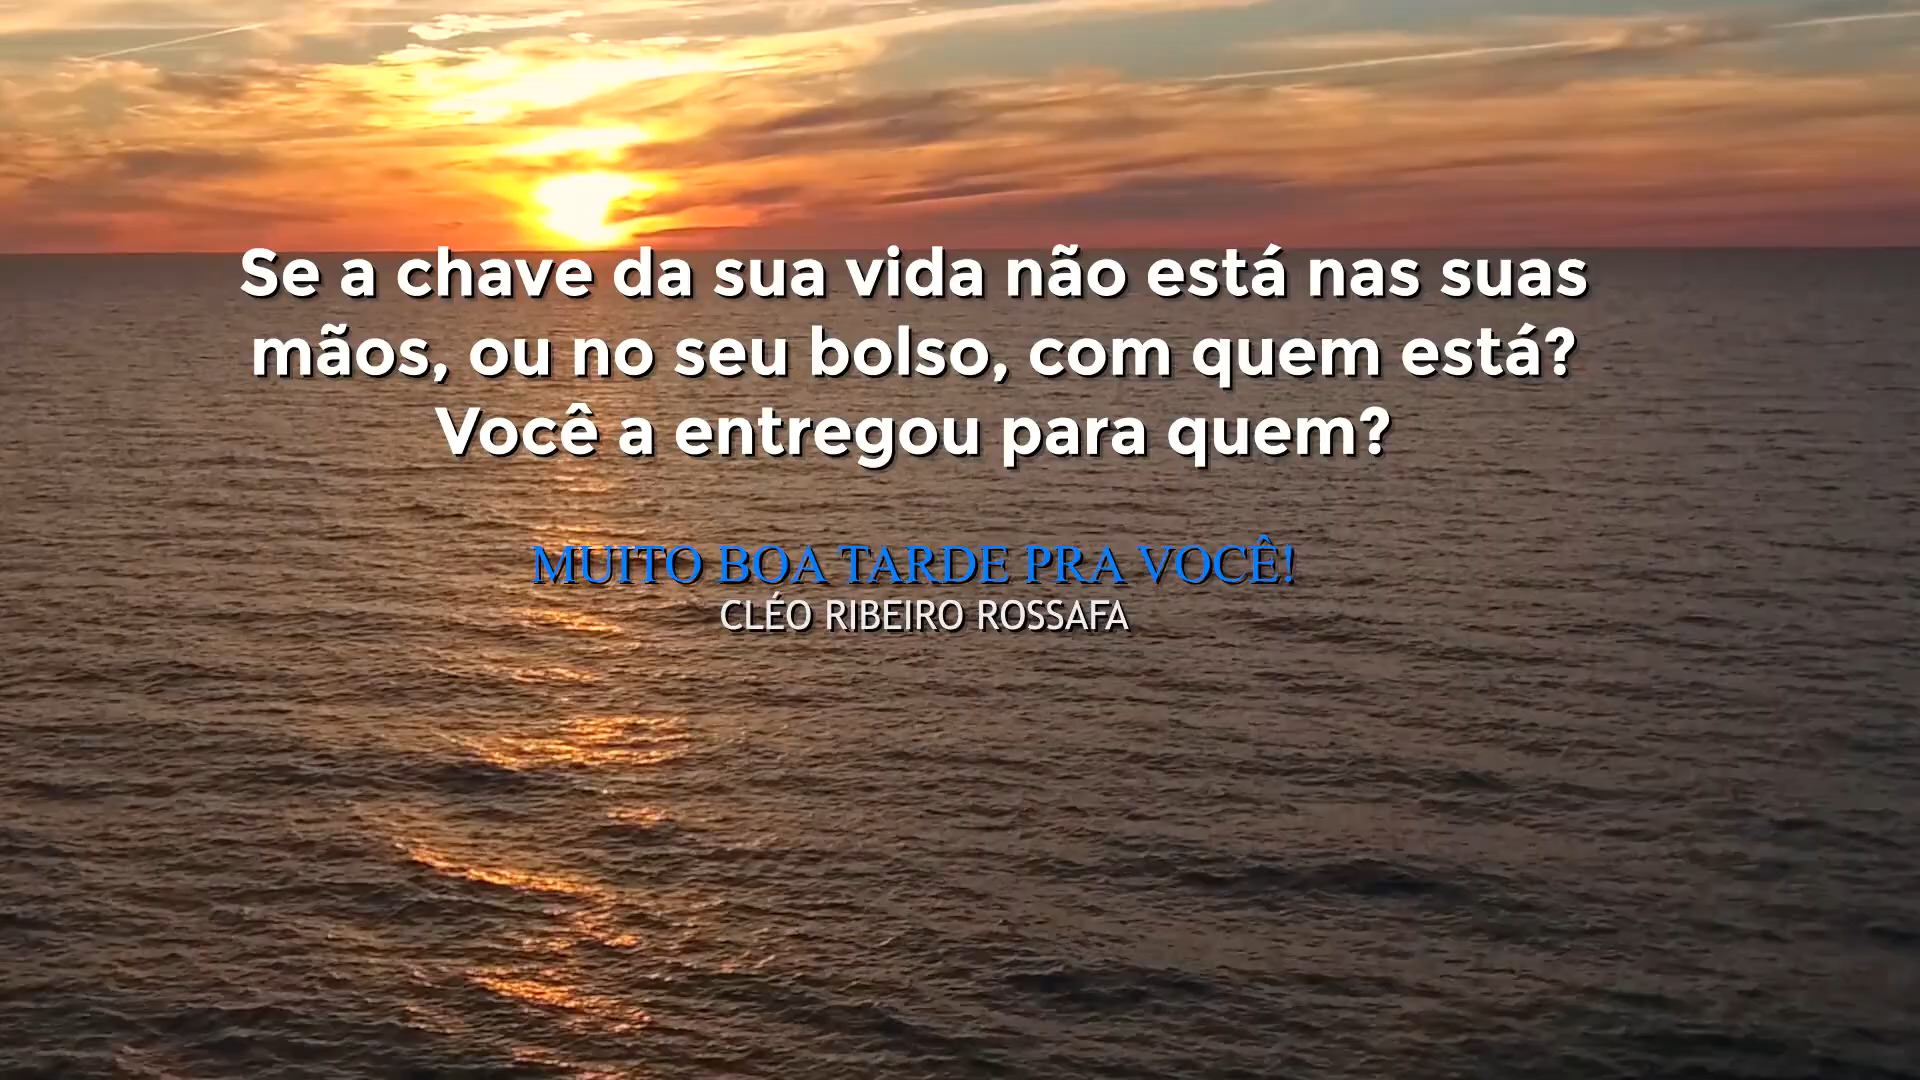 Se a chave da sua vida não está nas suas
mãos, ou no seu bolso, com quem está?
Você a entregou para quem?
MUITO BOA TARDE PRA VOCÊ!
CLÉO RIBEIRO ROSSAFA